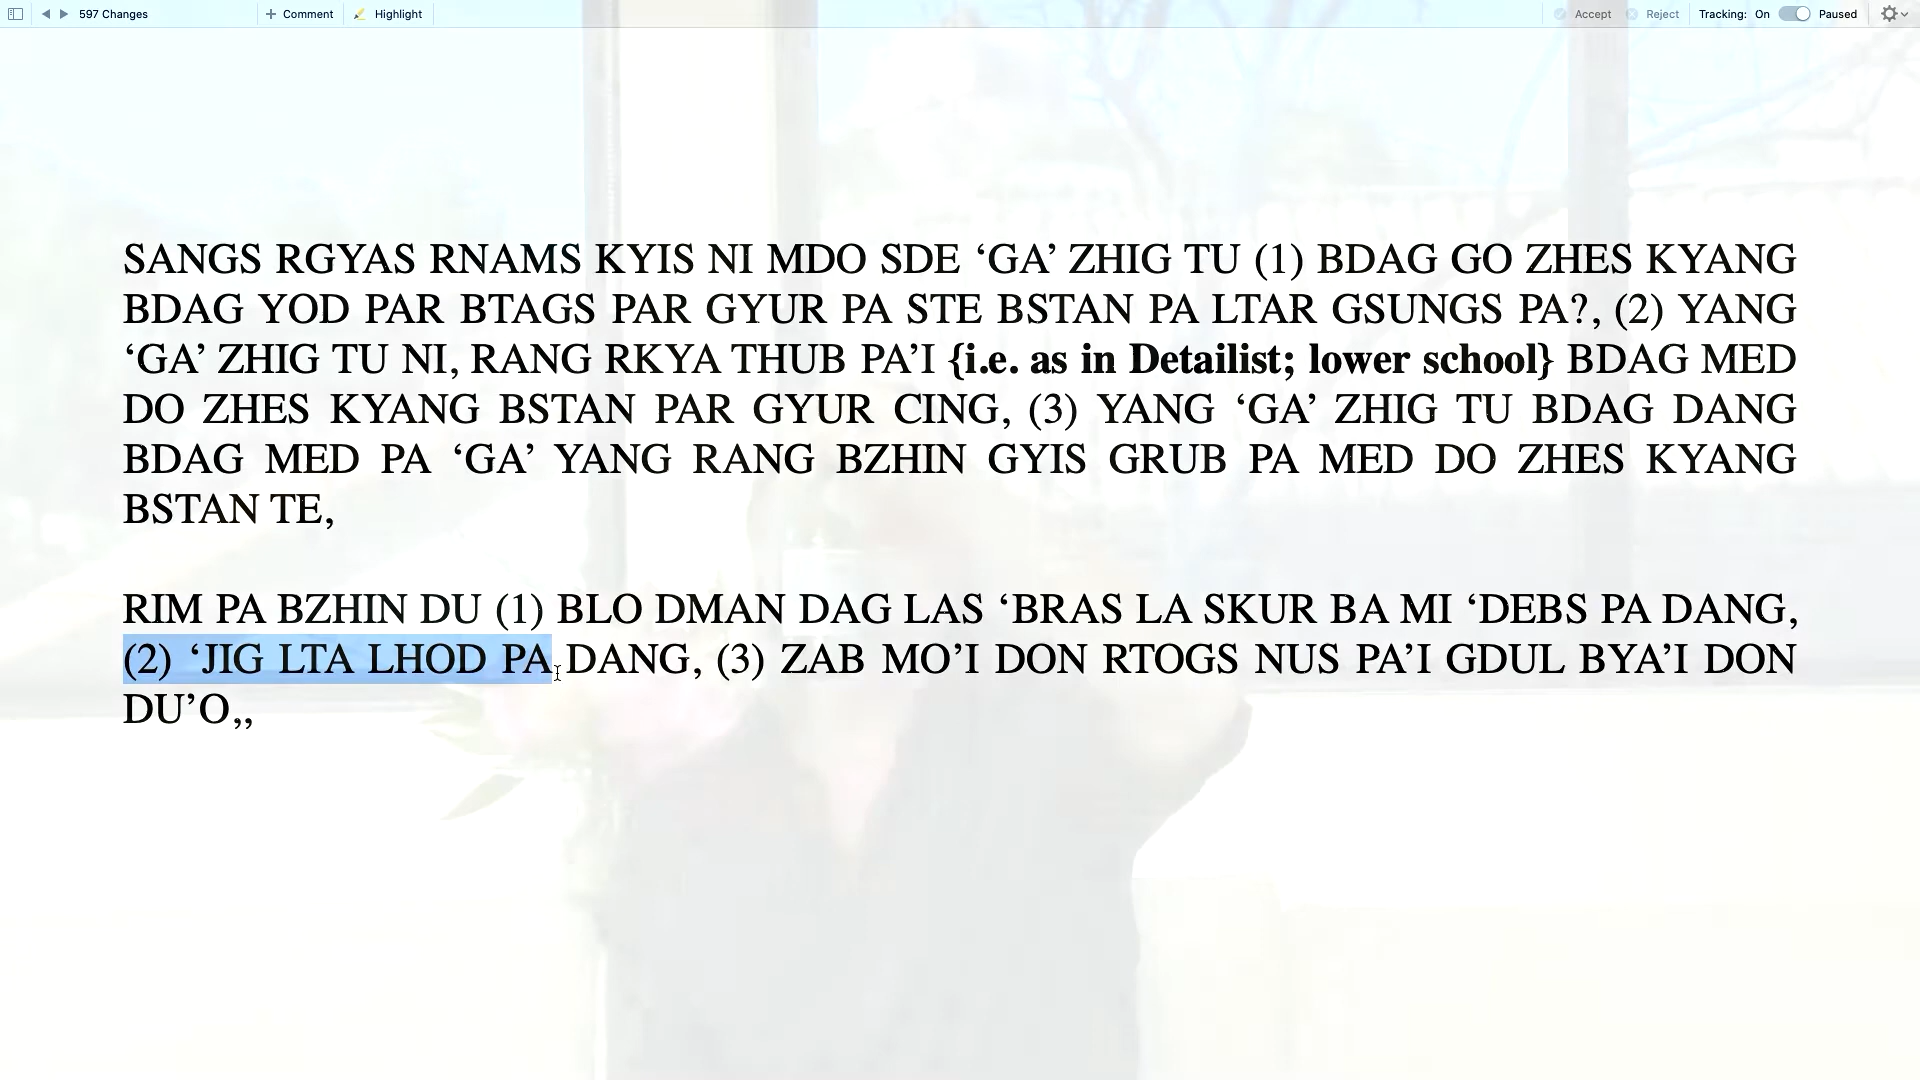 597 Changes
Comment
Highlight
Accept
Reject
Tracking: On
Paused
SANGS RGYAS RNAMS KYIS NI MDO SDE ‘GA’ ZHIG TU (1) BDAG GO ZHES KYANG
BDAG YOD PAR BTAGS PAR GYUR PA STE BSTAN PA LTAR GSUNGS PA?, (2) YANG
‘GA’ ZHIG TU NI, RANG RKYA THUB PA’I {i.e. as in Detailist; lower school} BDAG MED
DO ZHES KYANG BSTAN PAR GYUR CING, (3) YANG ‘GA’ ZHIG TU BDAG DANG
BDAG MED PA ‘GA’ YANG RANG BZHIN GYIS GRUB PA MED DO ZHES KYANG
BSTAN TE,
RIM PA BZHIN DU (1) BLO DMAN DAG LAS ‘BRAS LA SKUR BA MI ‘DEBS PA DANG,
(2) ‘JIG LTA LHOD PA DANG, (3) ZAB MO’I DON RTOGS NUS PA’I GDUL BYA’I DON
DU’O,,